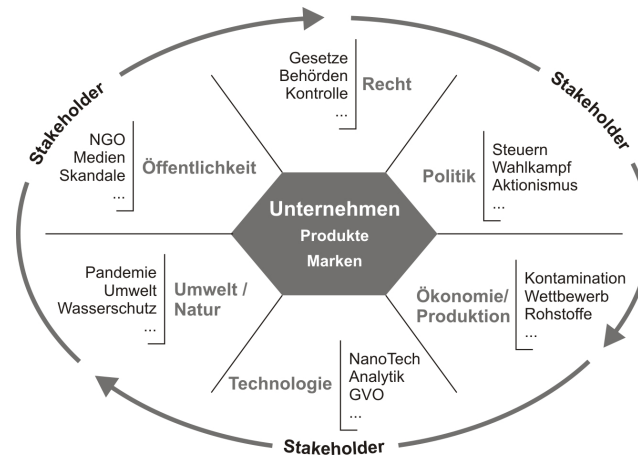 Gesetze
Behörden
Kontrolle
...
Recht
Stakeholder
Stakeholder
NGO
Medien
Skandale
...
Öffentlichkeit
Politik
Steuern
Wahlkampf
Aktionismus
...
Unternehmen
Produkte
Marken
Pandemie
Umwelt
Wasserschutz
...
Umwelt /
Natur
Ökonomie/
Produktion
Kontamination
Wettbewerb
Rohstoffe
...
Technologie
NanoTech
Analytik
GVO
...
Stakeholder